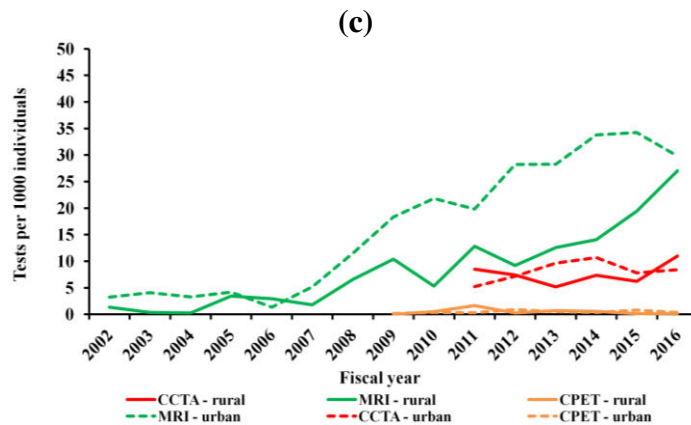 (c)
Tests per 1000 individuals
50
45
40
35
30
25
20
15
10
5
0
2002 2003 2004 2005 2006 2007 2008 2009 2010 2011 2012 2013 2014 2015 2016
Fiscal year
CCTA - rural MRI - rural CPET - rural
MRI - urban CCTA - urban CPET - urban